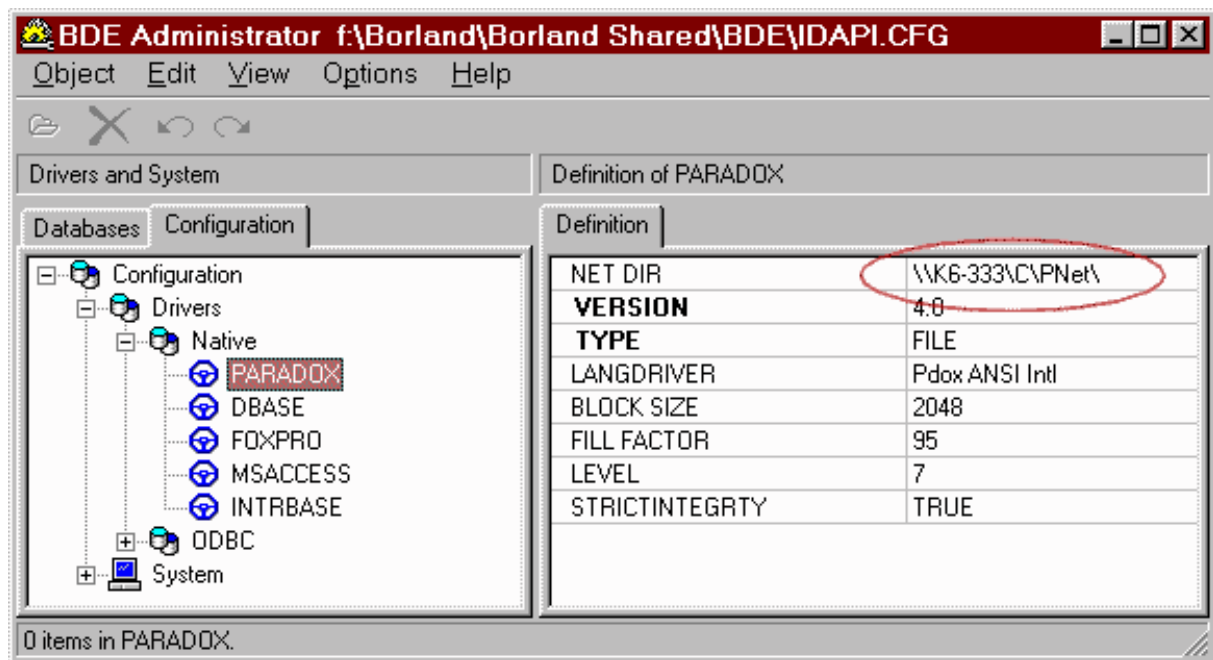 BDE Administrator f:\Borland\Borland Shared\BDE\IDAPI.CFG
Object Edit View Options Help
Drivers and System
Definition of PARADOX
Databases Configuration
Definition
Configuration
Drivers
Native
PARADOX
DBASE
FOXPRO
MSACCESS
INTRBASE
ODBC
System
NET DIR \\K6-333\C\PNet\
VERSION 4.0
TYPE FILE
LANGDRIVER Pdox ANSI Intl
BLOCK SIZE 2048
FILL FACTOR 95
LEVEL 7
STRICTINTEGRTY TRUE
0 items in PARADOX.